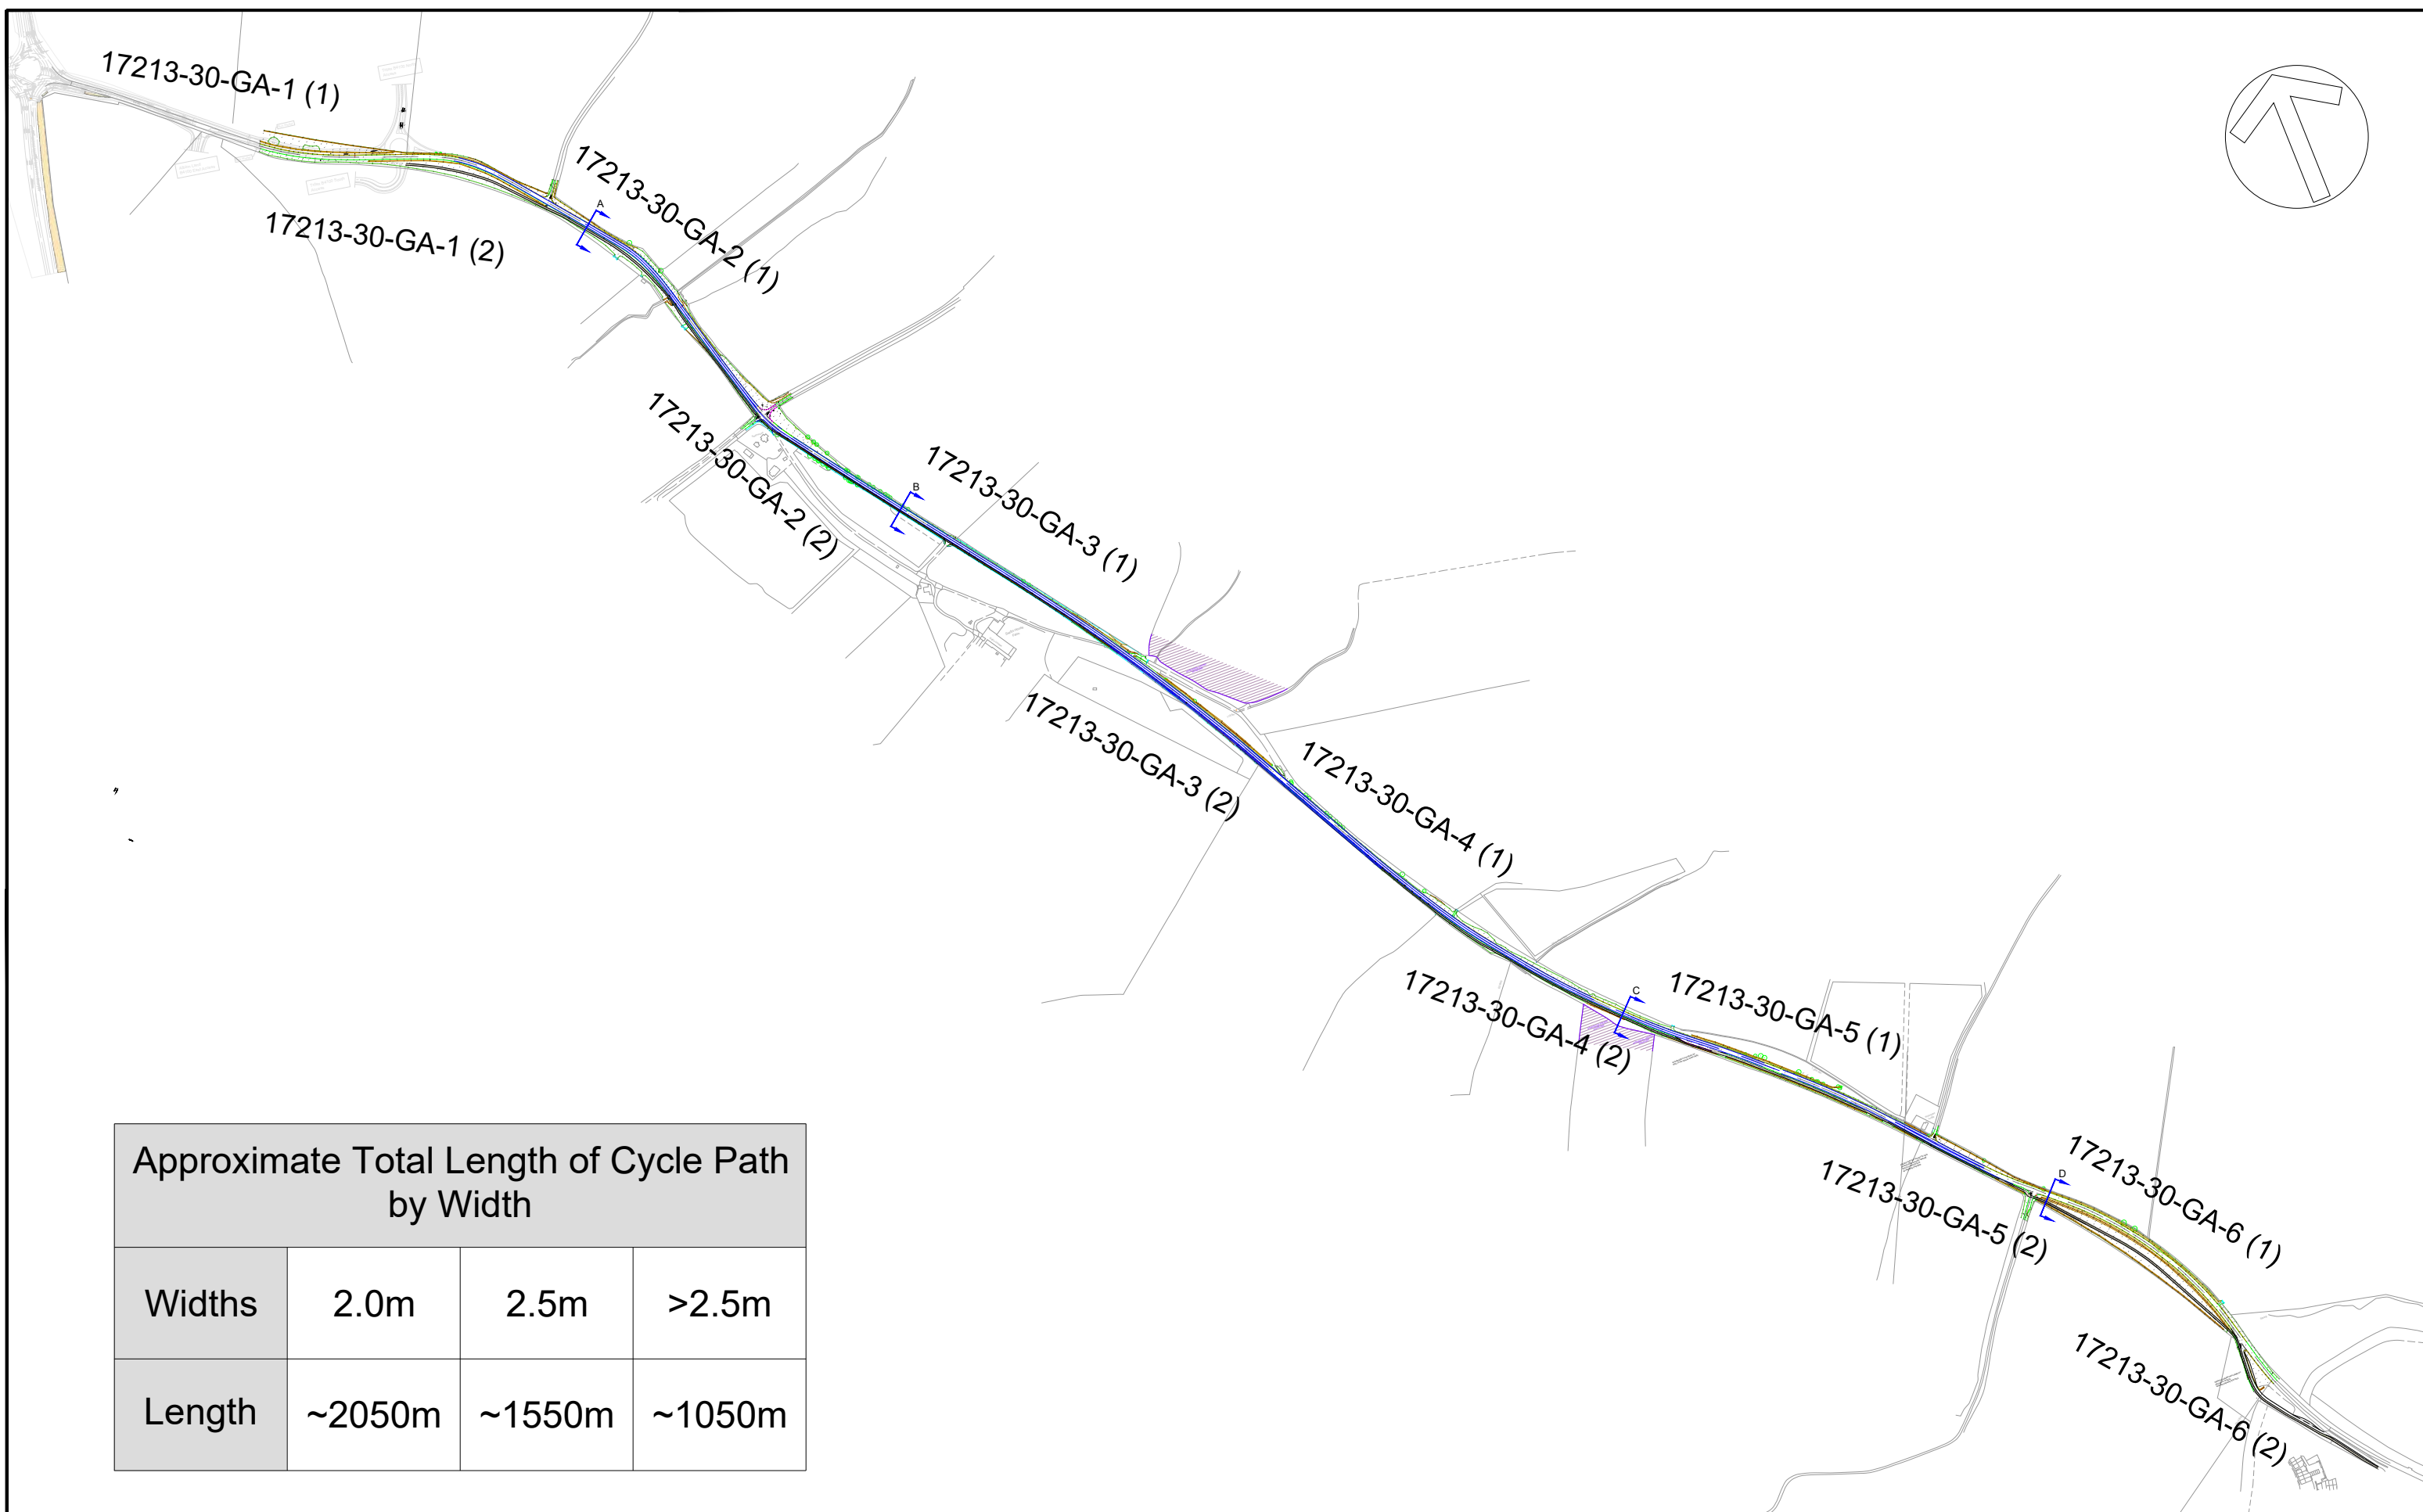 17213-30-GA-1 (1)
17213-30-GA-1 (2)
A
17213-30-GA-2 (1)
17213-30-GA-2 (2)
B
17213-30-GA-3 (1)
17213-30-GA-3 (2)
17213-30-GA-4 (1)
17213-30-GA-4 (2)
C
17213-30-GA-5 (1)
17213-30-GA-5 (2)
D
17213-30-GA-6 (1)
17213-30-GA-6 (2)
Approximate Total Length of Cycle Path
by Width
Widths 2.0m 2.5m >2.5m
Length ~2050m ~1550m ~1050m